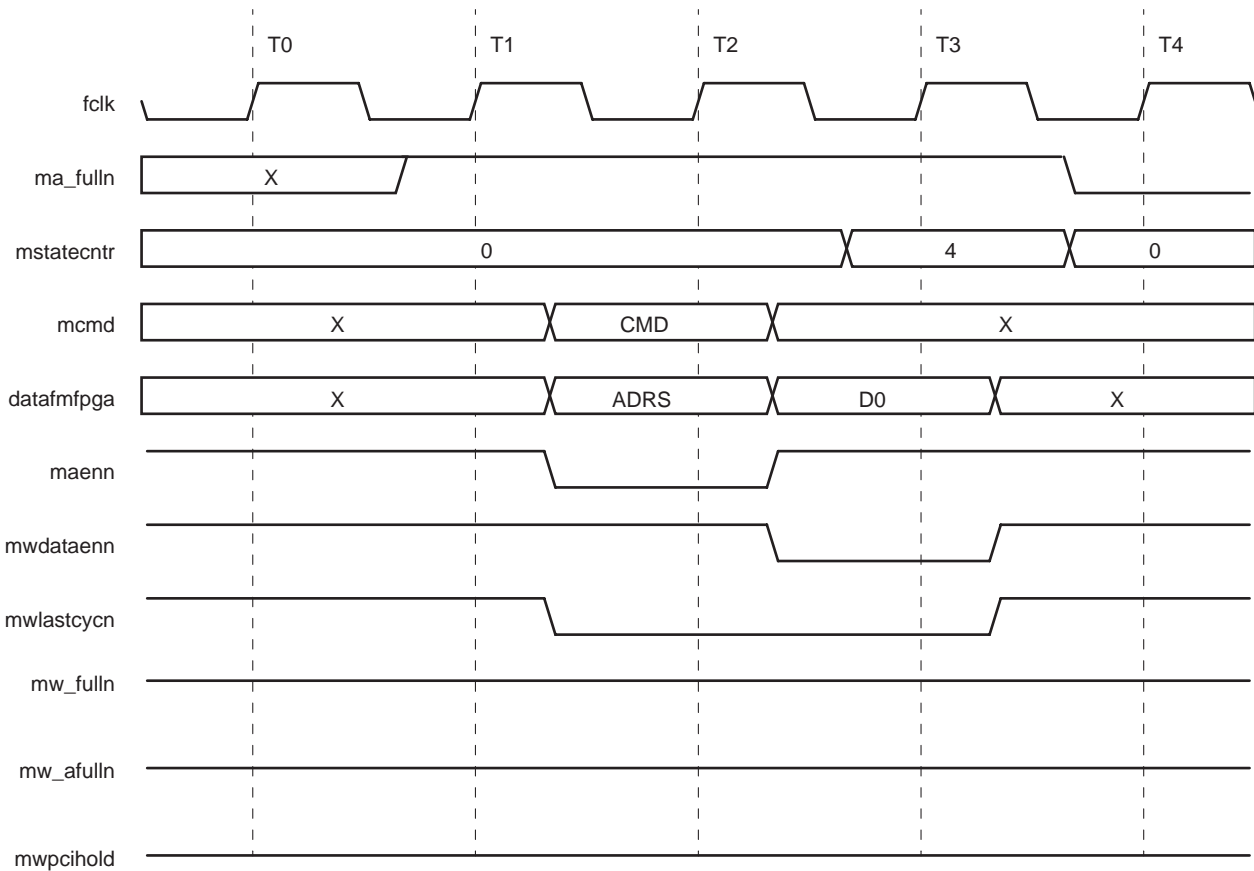 T0 T1 T2 T3 T4
fclk
ma_fulln X
mstatecntr 0 4 0
mcmd X CMD X
datafmfpga X ADRS D0 X
maenn
mwdataenn
mwlastcycn
mw_fulln
mw_afulln
mwpcihold